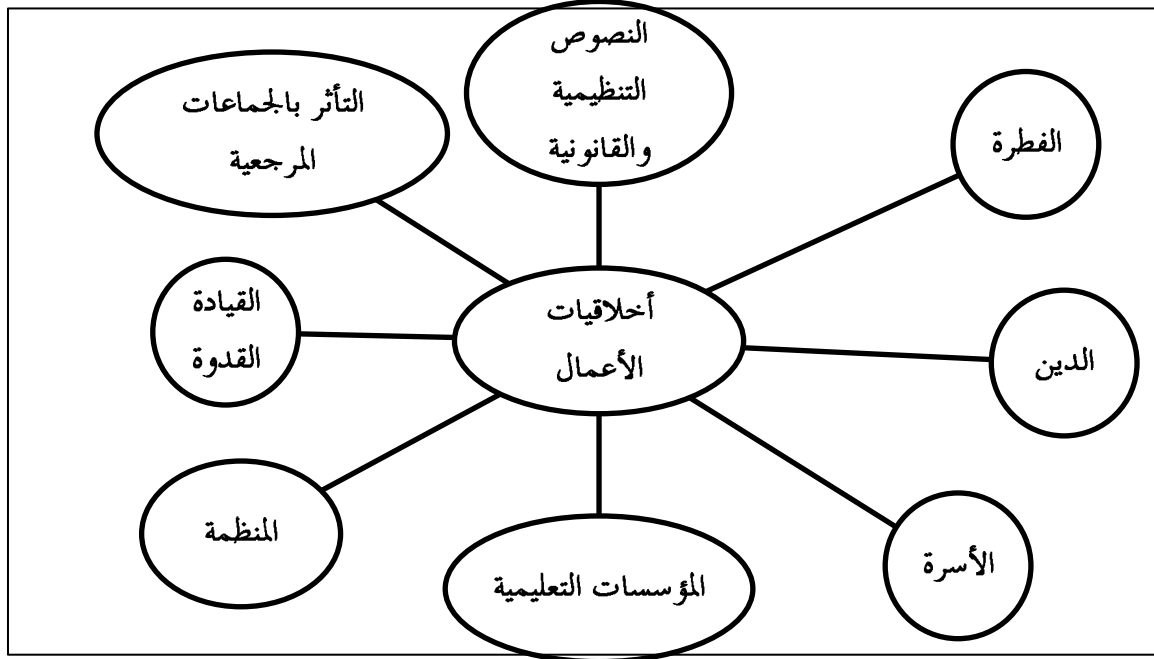 النصوص
التنظيمية
والقانونية
الفطرة
التأثر بالجماعات
المرجعية
أخلاقيات
الأعمال
القيادة
القدوة
الدين
المنظمة
المؤسسات التعليمية
الأسرة